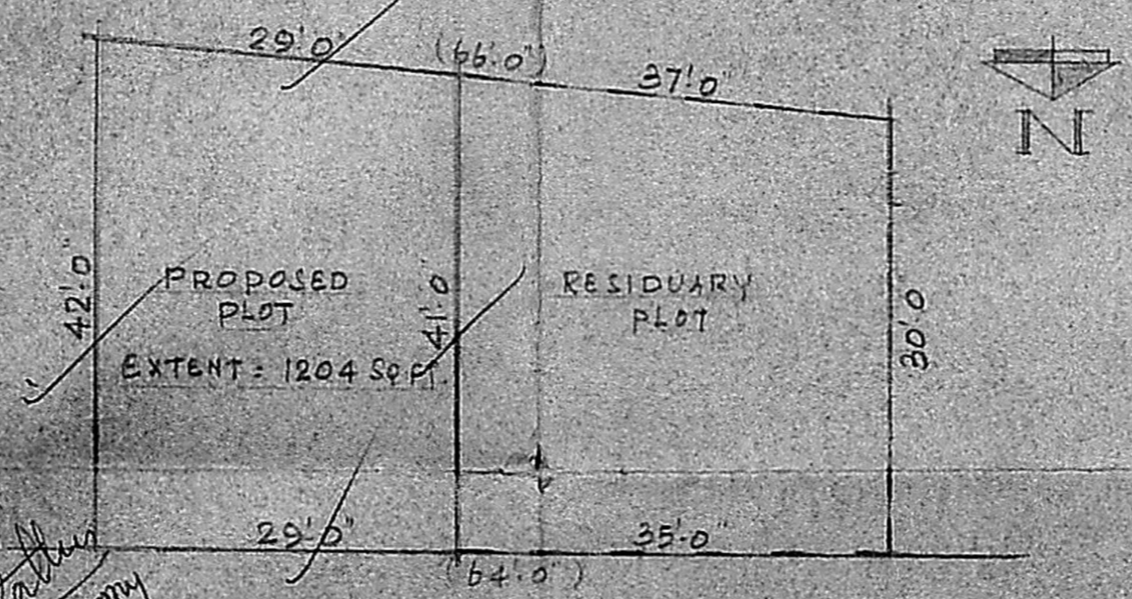 29'0"
(66'.0")
37'.0"
N
42'.0"
PROPOSED
PLOT
EXTENT = 1204 SQ FT.
41'.0
RESIDUARY
PLOT
30'.0
29'.0"
35'.0
(64'.0")